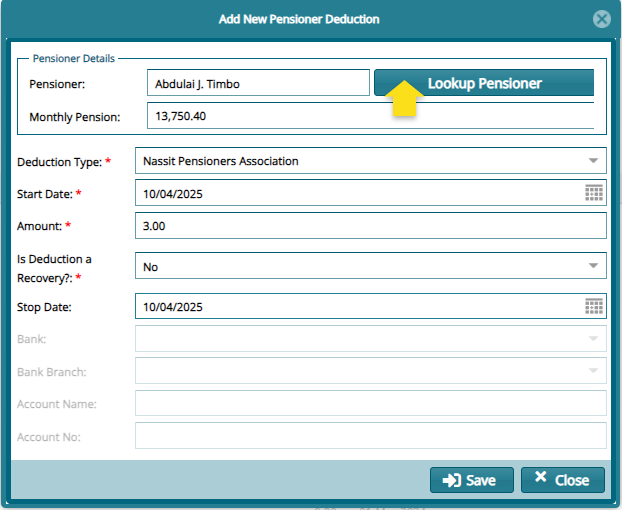 Add New Pensioner Deduction
Pensioner Details
Pensioner: Abdulai J. Timbo Lookup Pensioner
Monthly Pension: 13,750.40
Deduction Type: * Nassit Pensioners Association
Start Date: * 10/04/2025
Amount: * 3.00
Is Deduction a
Recovery?: * No
Stop Date: 10/04/2025
Bank:
Bank Branch:
Account Name:
Account No:
Save Close